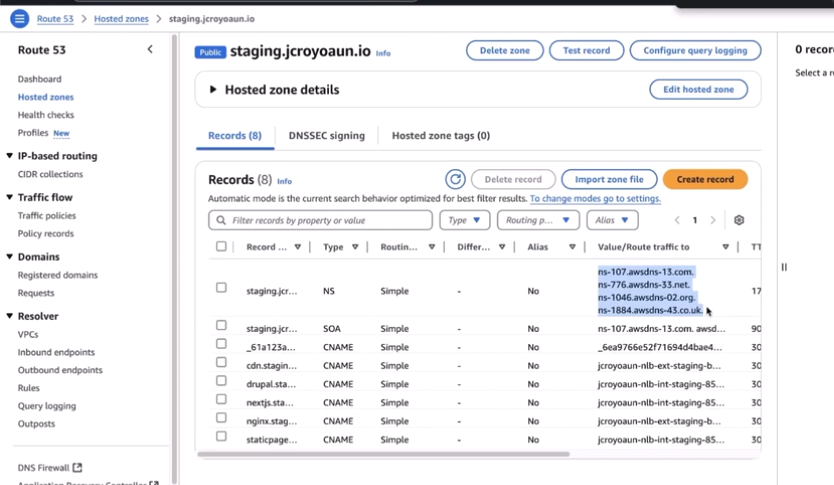 Route 53 > Hosted zones > staging.jcroyoaun.io
Route 53
Dashboard
Hosted zones
Health checks
Profiles New
IP-based routing
CIDR collections
Traffic flow
Traffic policies
Policy records
Domains
Registered domains
Requests
Resolver
VPCs
Inbound endpoints
Outbound endpoints
Rules
Query logging
Outposts
DNS Firewall
Public staging.jcroyoaun.io Info
Delete zone Test record Configure query logging
Hosted zone details Edit hosted zone
Records (8) DNSSEC signing Hosted zone tags (0)
Records (8) Info Delete record Import zone file Create record
Automatic mode is the current search behavior optimized for best filter results. To change modes go to settings.
Filter records by property or value Type Routing p... Alias 1
Record ... Type Routin... Differ... Alias Value/Route traffic to TT
staging.jcr... NS Simple - No ns-107.awsdns-13.com. 17
ns-776.awsdns-33.net.
ns-1046.awsdns-02.org.
ns-1884.awsdns-43.co.uk.
staging.jcr... SOA Simple - No ns-107.awsdns-13.com. awsd... 90
_61a123a... CNAME Simple - No _6ea9766e52f71694d4bae4... 30
cdn.stagin... CNAME Simple - No jcroyoaun-nlb-ext-staging-b... 30
drupal.sta... CNAME Simple - No jcroyoaun-nlb-int-staging-85... 30
nextjs.sta... CNAME Simple - No jcroyoaun-nlb-int-staging-85... 30
nginx.stag... CNAME Simple - No jcroyoaun-nlb-ext-staging-b... 30
staticpage... CNAME Simple - No jcroyoaun-nlb-int-staging-85... 30
0 recor
Select a r